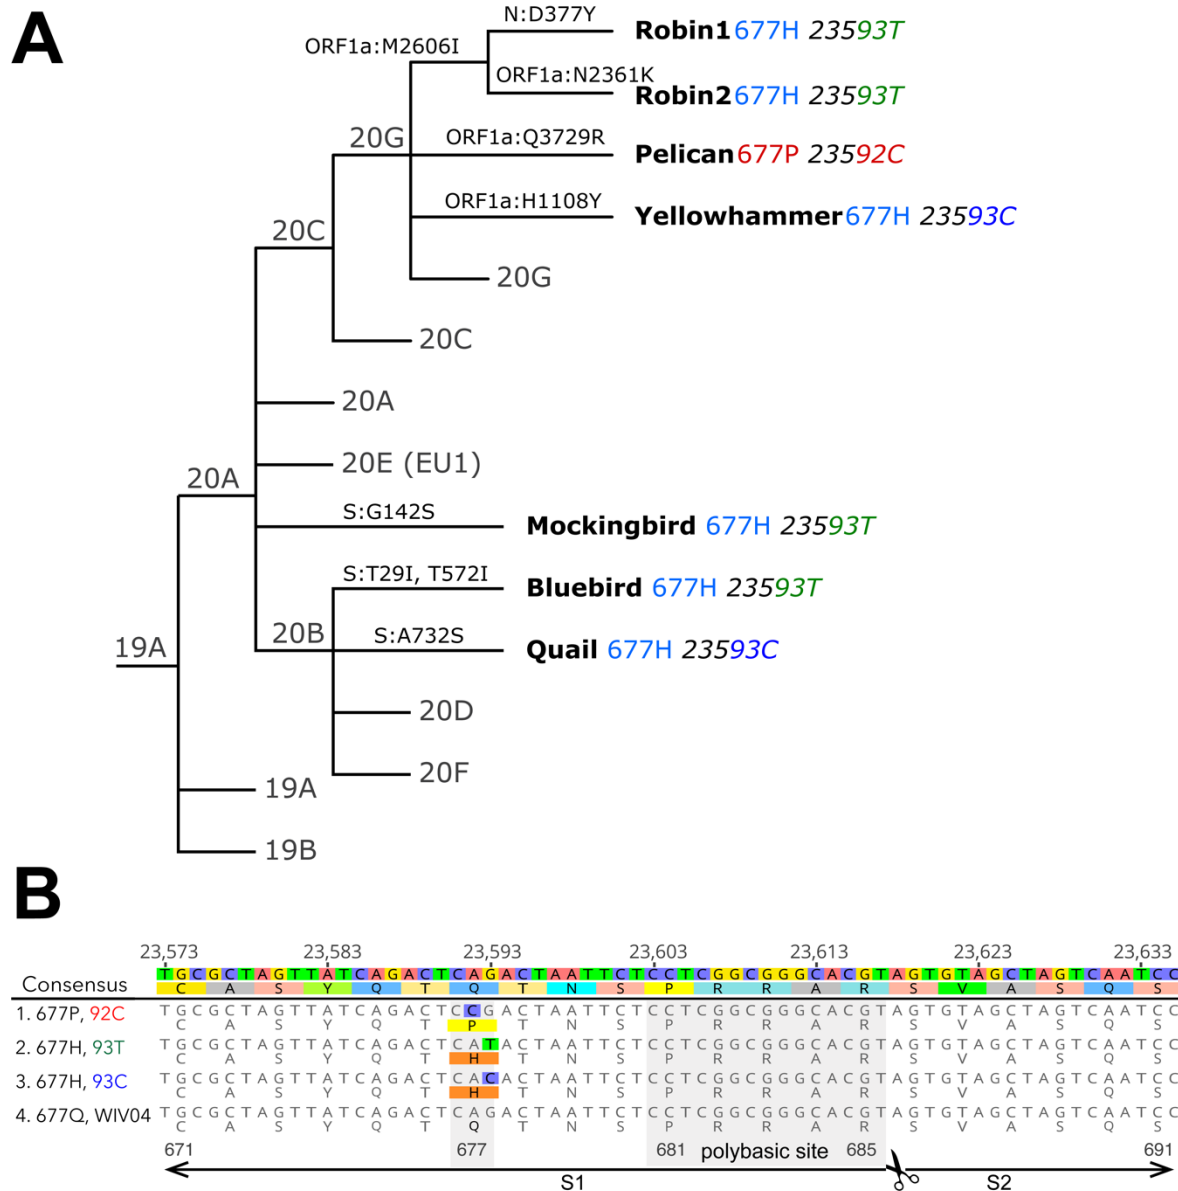 A
N:D377Y
Robin1 677H 23593T
ORF1a:M2606I
ORF1a:N2361K
Robin2 677H 23593T
20G
ORF1a:Q3729R
Pelican 677P 23592C
ORF1a:H1108Y
Yellowhammer 677H 23593C
20C
20G
20C
20A
20E (EU1)
20A
S:G142S
Mockingbird 677H 23593T
S:T29I, T572I
Bluebird 677H 23593T
20B
S:A732S
Quail 677H 23593C
19A
20D
20F
19A
19B
B
23,573 23,583 23,593 23,603 23,613 23,623 23,633
Consensus
TGCGCTAGTTATCAGACTCAGACTAATTCTCCTCGGCGGGCACGTAGTGTAGCTAGTCAATCC
C A S Y Q T Q T N S P R R A R S V A S Q S
1. 677P, 92C TGCGCTAGTTATCAGACTCCGACTAATTCTCCTCGGCGGGCACGTAGTGTAGCTAGTCAATCC
C A S Y Q T P T N S P R R A R S V A S Q S
2. 677H, 93T TGCGCTAGTTATCAGACTCATACTAATTCTCCTCGGCGGGCACGTAGTGTAGCTAGTCAATCC
C A S Y Q T H T N S P R R A R S V A S Q S
3. 677H, 93C TGCGCTAGTTATCAGACTCACACTAATTCTCCTCGGCGGGCACGTAGTGTAGCTAGTCAATCC
C A S Y Q T H T N S P R R A R S V A S Q S
4. 677Q, WIV04 TGCGCTAGTTATCAGACTCAGACTAATTCTCCTCGGCGGGCACGTAGTGTAGCTAGTCAATCC
C A S Y Q T Q T N S P R R A R S V A S Q S
671 677 681 polybasic site 685 691
S1 S2